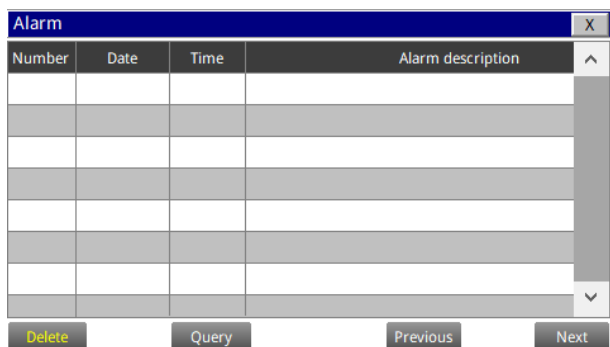 Alarm X
Number Date Time Alarm description
Delete Query Previous Next